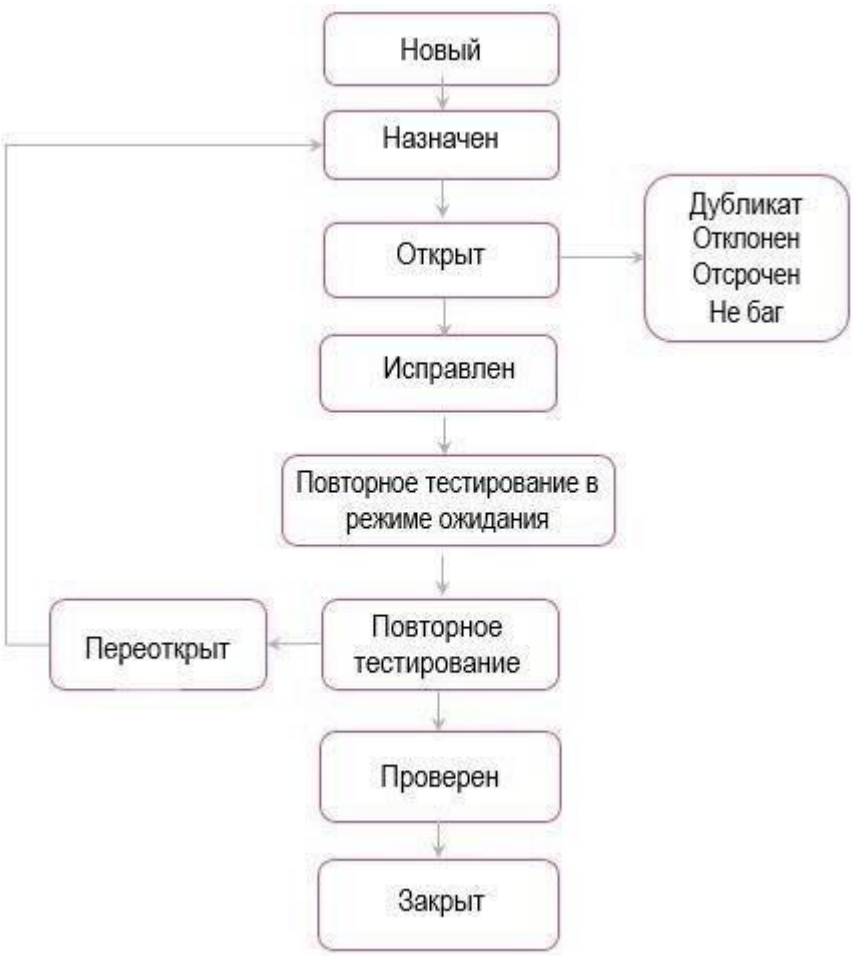 Новый
Назначен
Открыт
Дубликат
Отклонен
Отсрочен
Не баг
Исправлен
Повторное тестирование в
режиме ожидания
Переоткрыт
Повторное
тестирование
Проверен
Закрыт